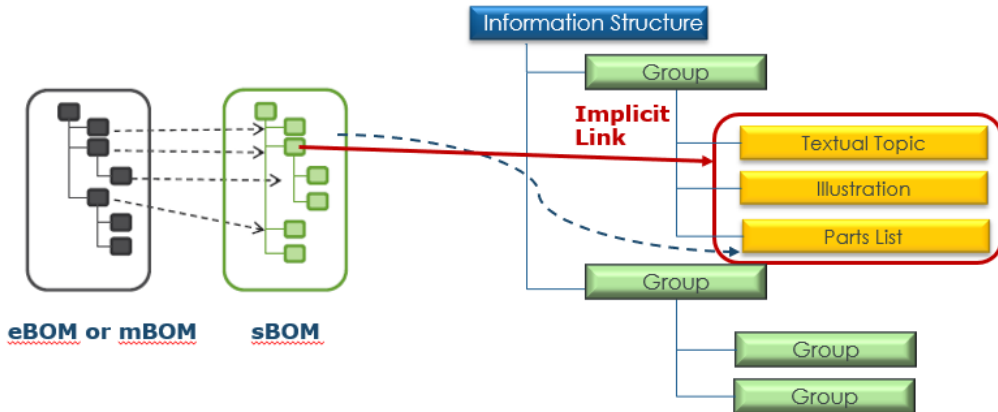 Information Structure
Group
Implicit
Link
Textual Topic
Illustration
Parts List
Group
eBOM or mBOM
sBOM
Group
Group